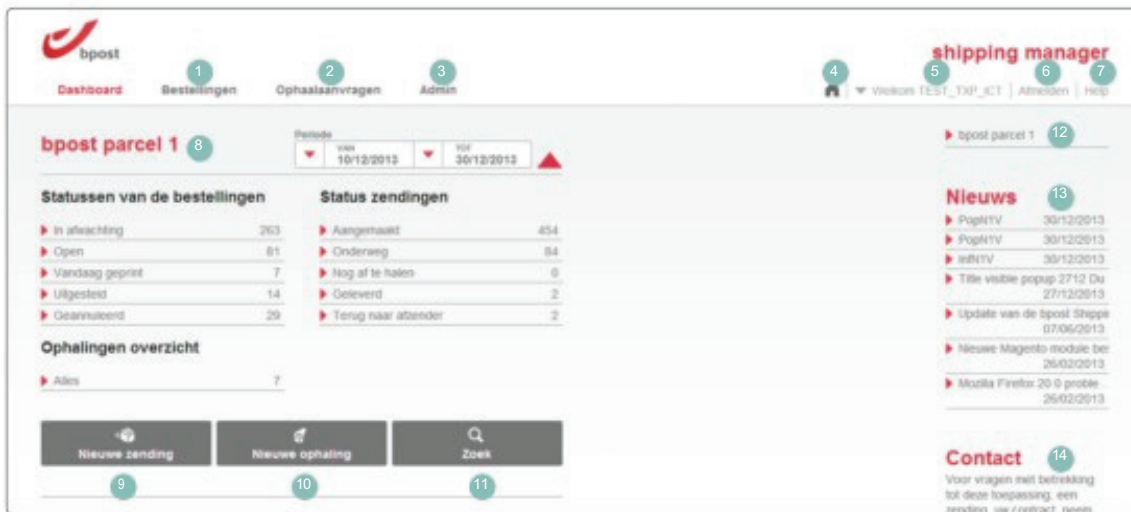 bpost
shipping manager
1 2 3 4 5 6 7
Dashboard Bestellingen Ophaalaanvragen Admin
Welkom TEST_TXP_ICT | Afmelden | Help
bpost parcel 1 8
Periode
VAN 10/12/2013 TOT 30/12/2013
bpost parcel 1 12
Statussen van de bestellingen
In afwachting 263
Open 81
Vandaag geprint 7
Uitgesteld 14
Geannuleerd 29
Status zendingen
Aangemaakt 454
Onderweg 84
Nog af te halen 0
Geleverd 2
Terug naar afzender 2
Ophalingen overzicht
Alles 7
Nieuwe zending
Nieuwe ophaling
Zoek
9 10 11
Nieuws 13
PopN1V 30/12/2013
PopN1V 30/12/2013
InfN1V 30/12/2013
Title visible popup 2712 Du
27/12/2013
Update van de bpost Shippi
07/06/2013
Nieuwe Magento module bes
26/02/2013
Mozilla Firefox 20.0 proble
26/02/2013
Contact 14
Voor vragen met betrekking
tot deze toepassing, een
zending, uw contract, neem